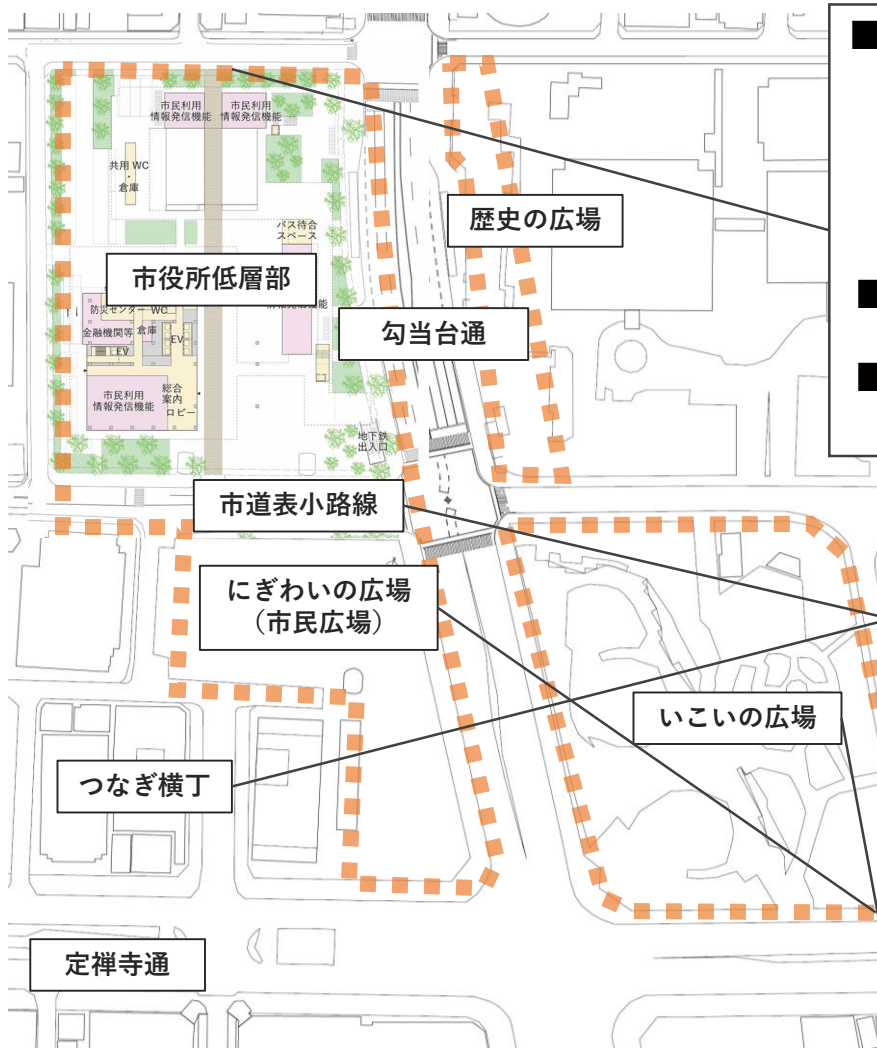 市民利用
情報発信機能
市民利用
情報発信機能
共用 WC
・
倉庫
バス待合
スペース
歴史の広場
市役所低層部
情報発信機能
防災センター WC
金融機関等
倉庫
EV
EV
勾当台通
市民利用
情報発信機能
総合
案内
ロビー
地下鉄
出入口
市道表小路線
にぎわいの広場
（市民広場）
いこいの広場
つなぎ横丁
定禅寺通